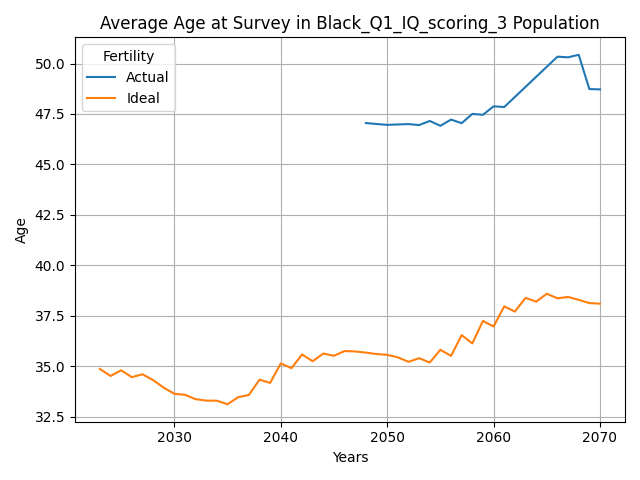 Average Age at Survey in Black_Q1_IQ_scoring_3 Population
Fertility
Actual
Ideal
50.0
47.5
45.0
42.5
40.0
37.5
35.0
32.5
Age
2030 2040 2050 2060 2070
Years